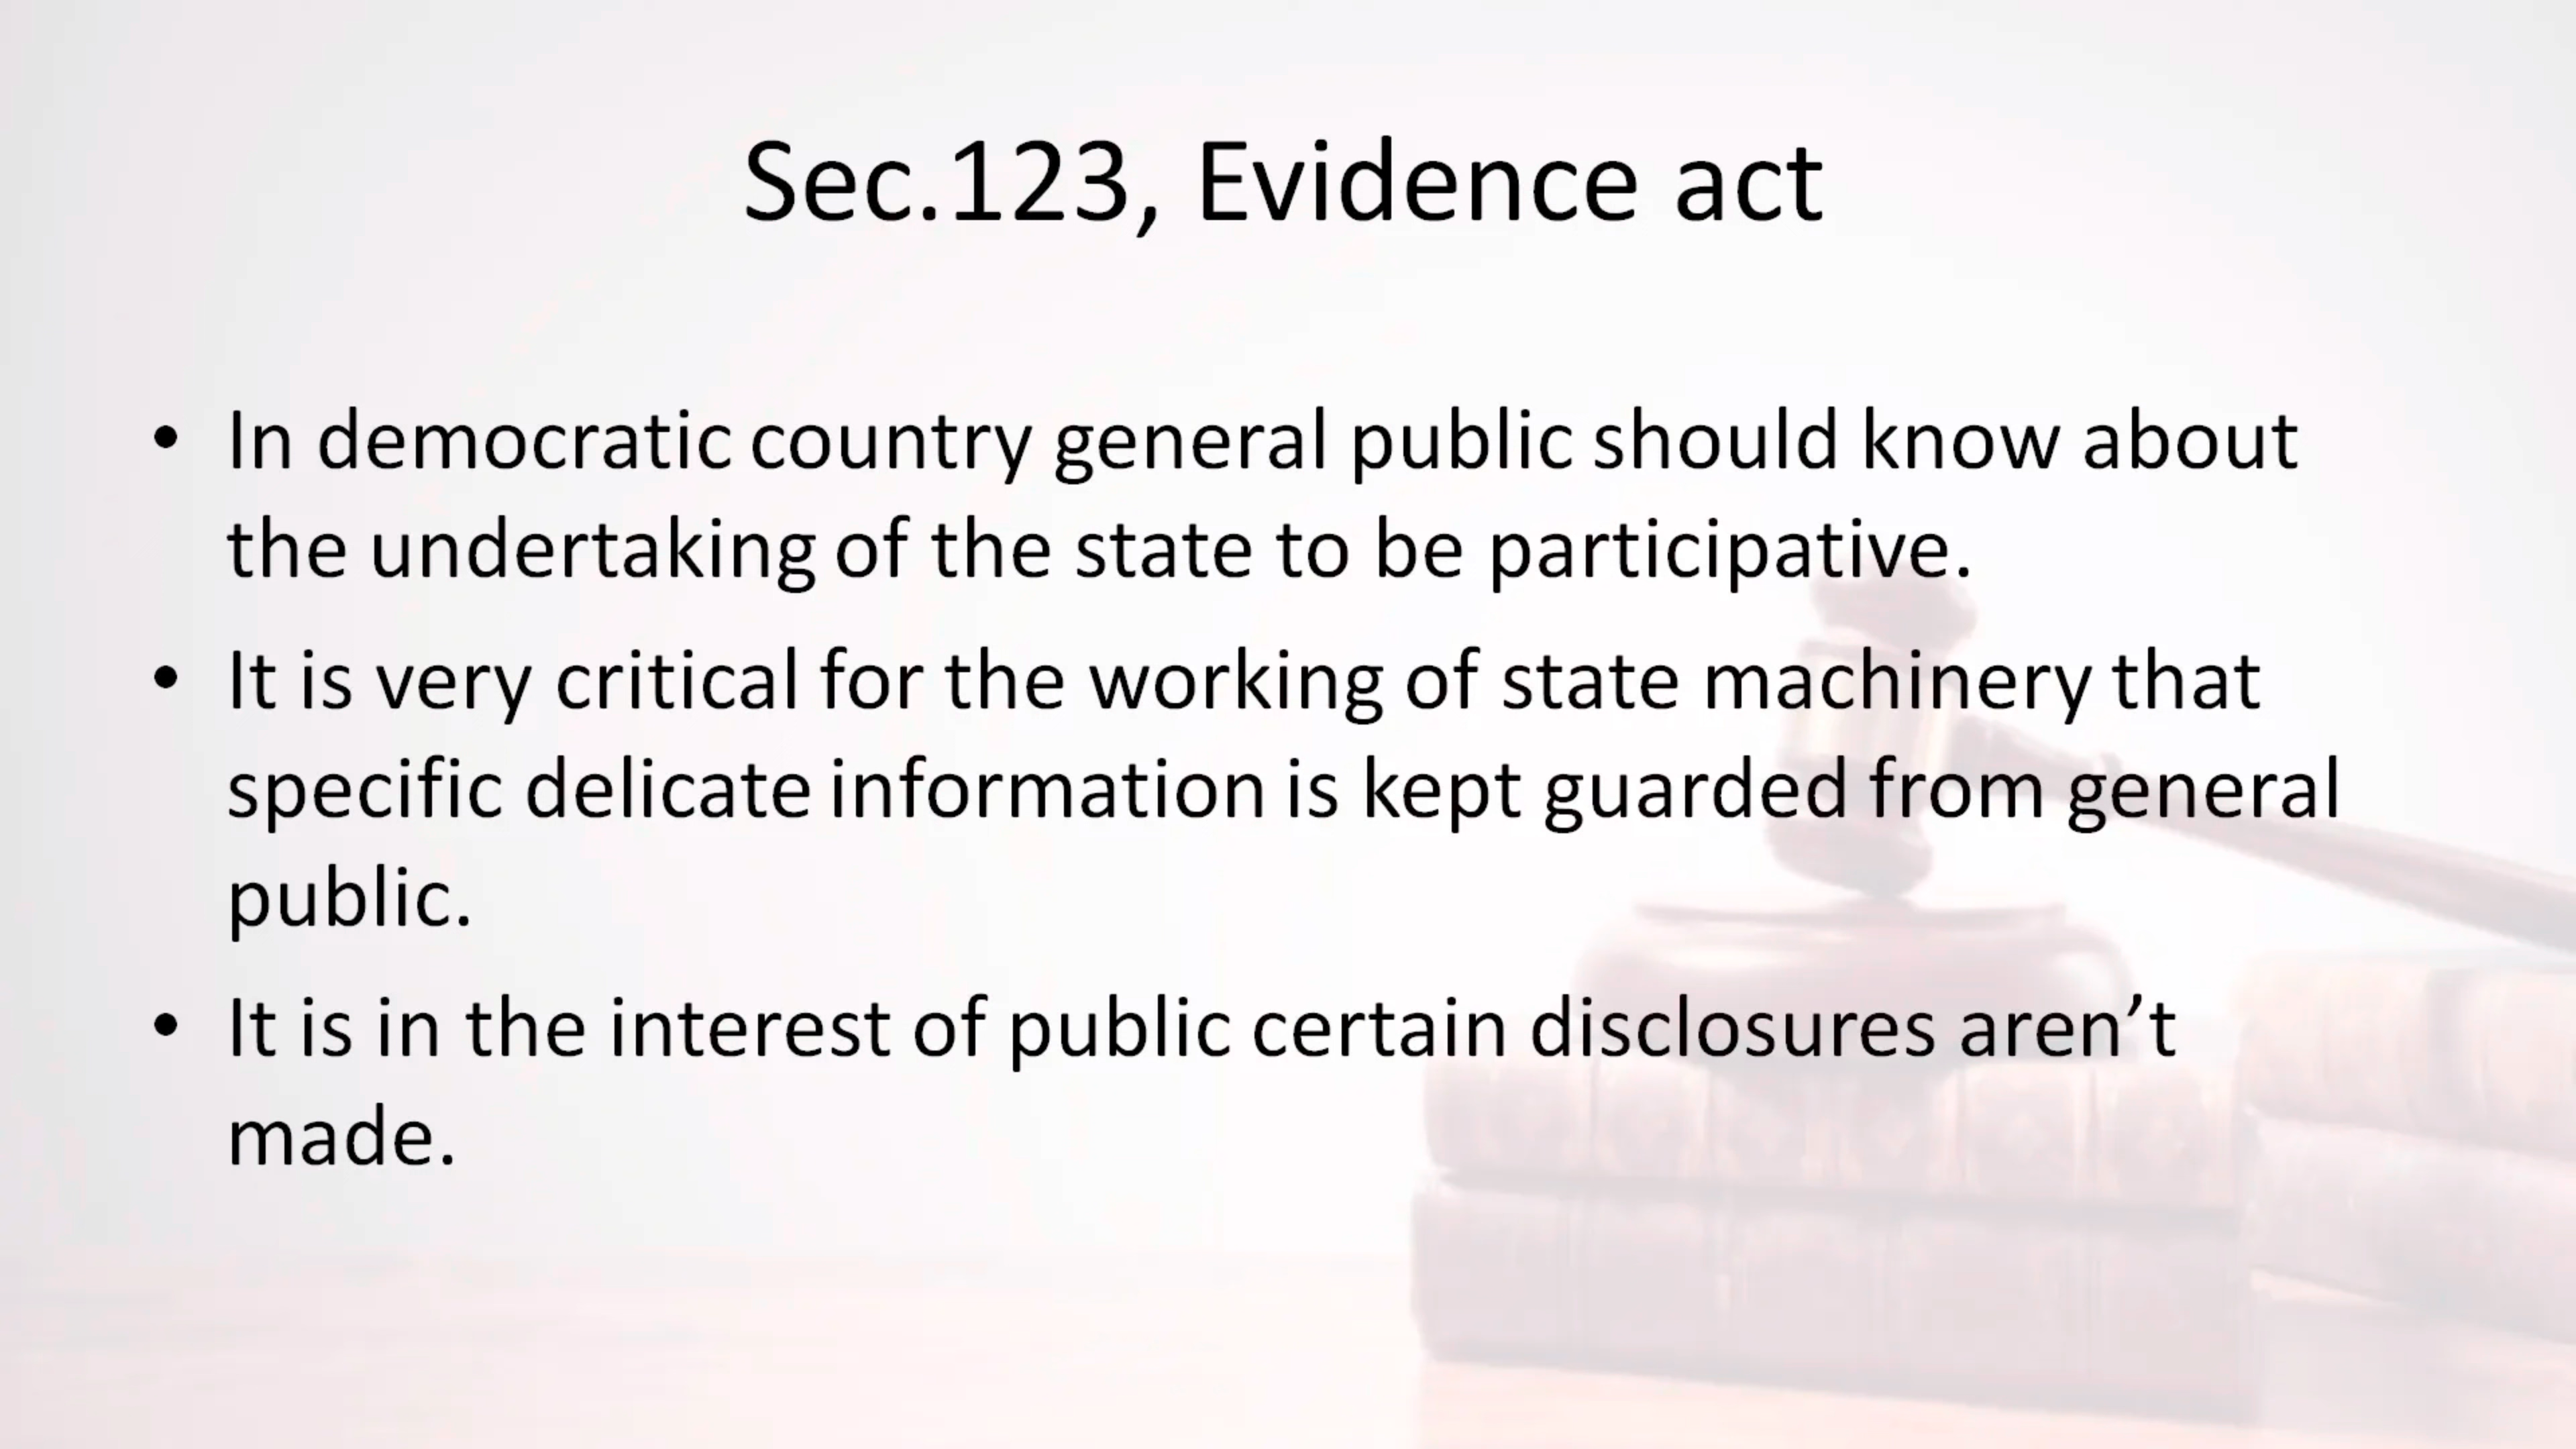 Sec.123, Evidence act
• In democratic country general public should know about
the undertaking of the state to be participative.
• It is very critical for the working of state machinery that
specific delicate information is kept guarded from general
public.
• It is in the interest of public certain disclosures aren’t
made.